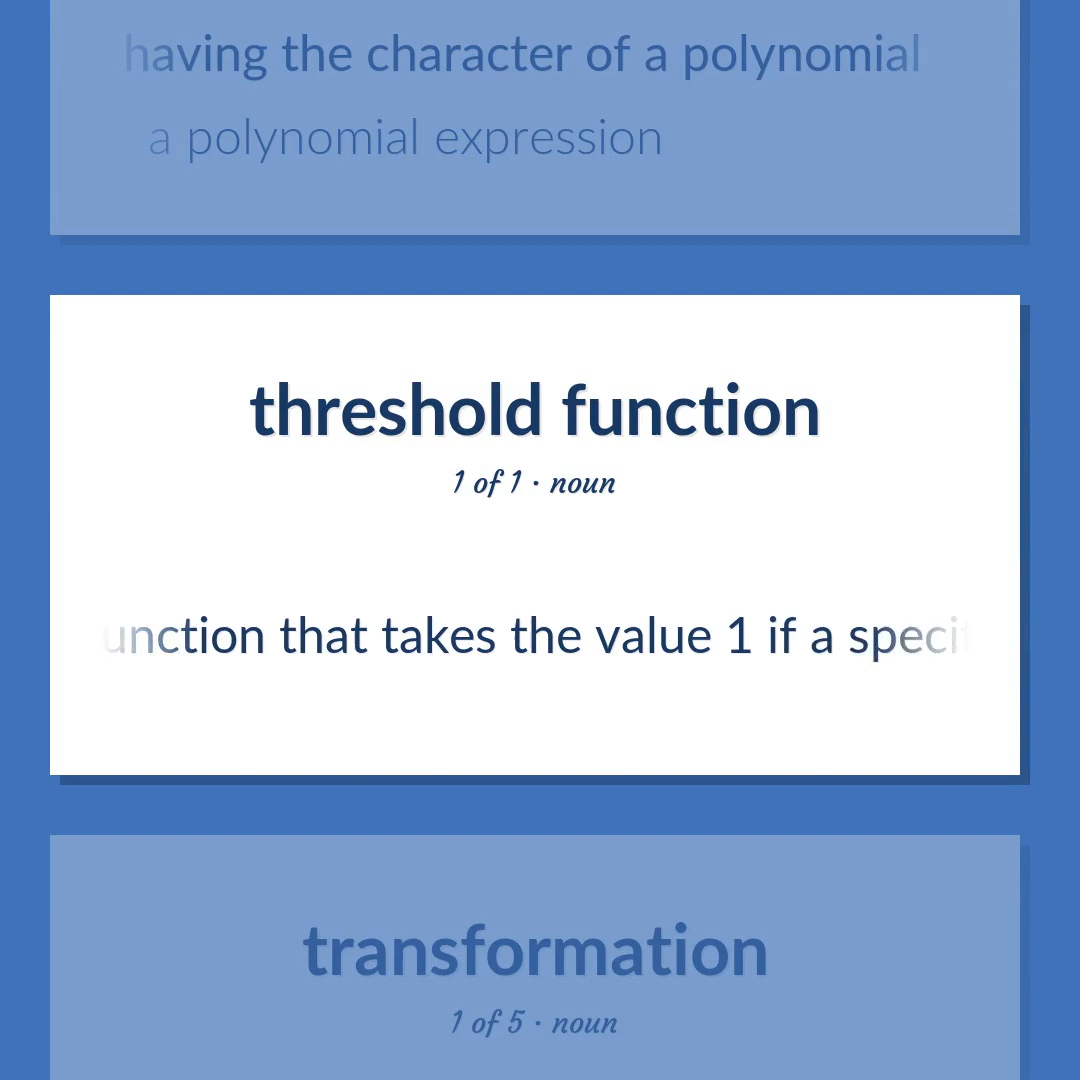 having the character of a polynomial
a polynomial expression
threshold function
1 of 1 · noun
unction that takes the value 1 if a specif
transformation
1 of 5 · noun